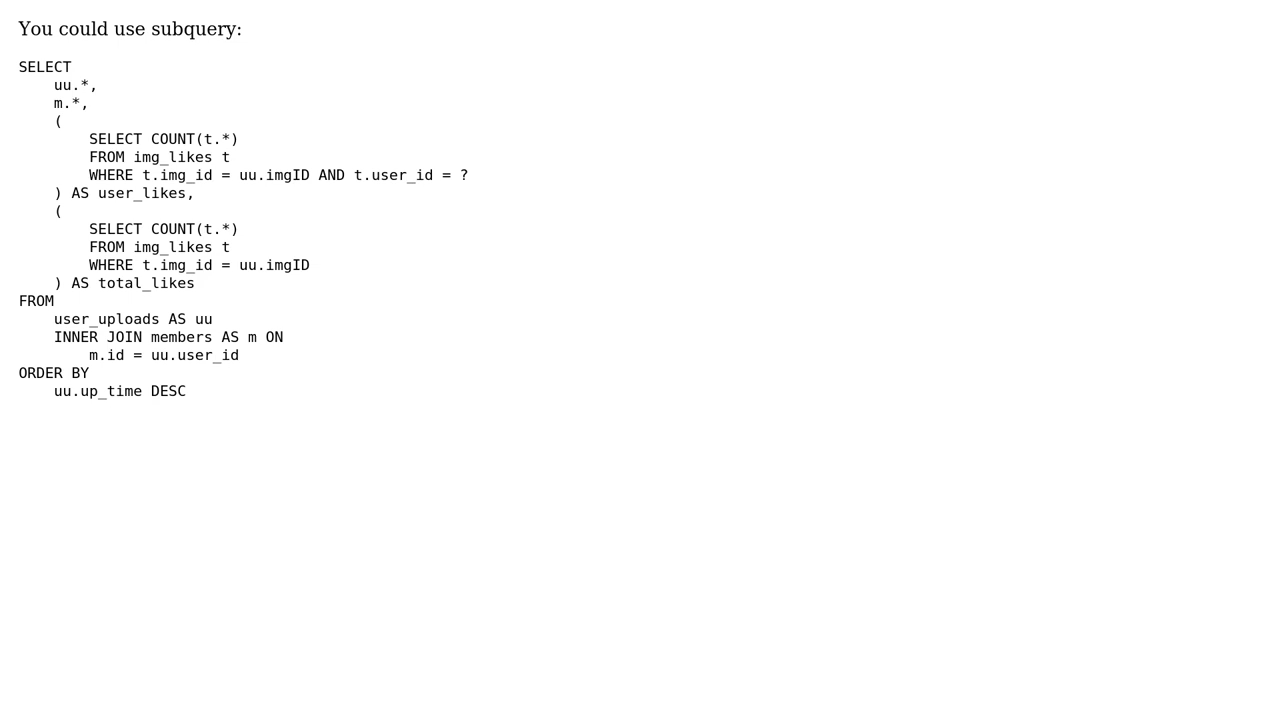 You could use subquery:
SELECT
    uu.*,
    m.*,
    (
        SELECT COUNT(t.*)
        FROM img_likes t
        WHERE t.img_id = uu.imgID AND t.user_id = ?
    ) AS user_likes,
    (
        SELECT COUNT(t.*)
        FROM img_likes t
        WHERE t.img_id = uu.imgID
    ) AS total_likes
FROM
    user_uploads AS uu
    INNER JOIN members AS m ON
        m.id = uu.user_id
ORDER BY
    uu.up_time DESC